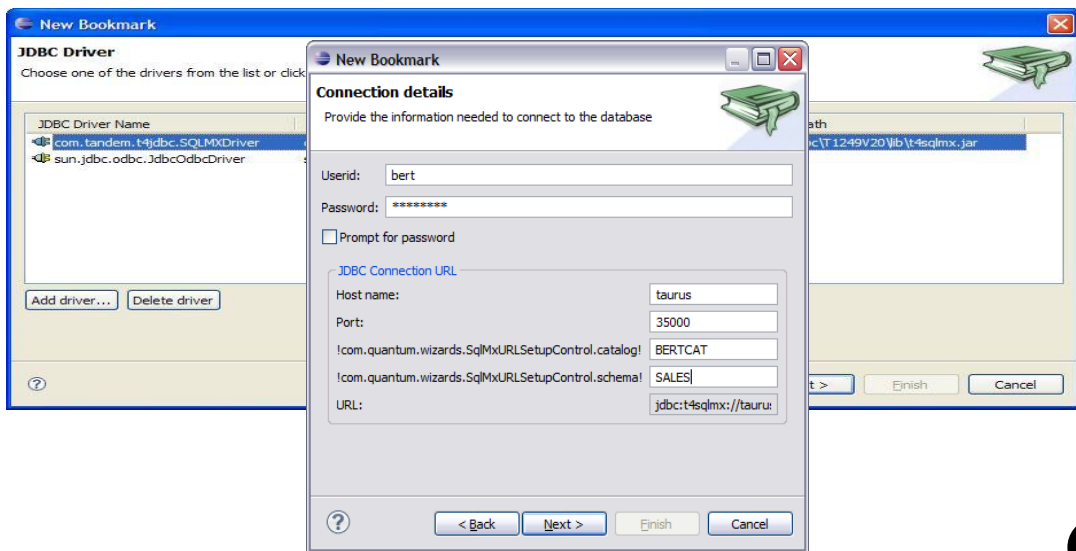 New Bookmark
JDBC Driver
Choose one of the drivers from the list or click
JDBC Driver Name
ath
com.tandem.t4jdbc.SQLMXDriver
bc\T1249V20\lib\t4sqlmx.jar
sun.jdbc.odbc.JdbcOdbcDriver
Add driver... Delete driver
t > Finish Cancel
New Bookmark
Connection details
Provide the information needed to connect to the database
Userid: bert
Password: ********
Prompt for password
JDBC Connection URL
Host name: taurus
Port: 35000
!com.quantum.wizards.SqlMxURLSetupControl.catalog! BERTCAT
!com.quantum.wizards.SqlMxURLSetupControl.schema! SALES
URL: jdbc:t4sqlmx://taurus
< Back Next > Finish Cancel